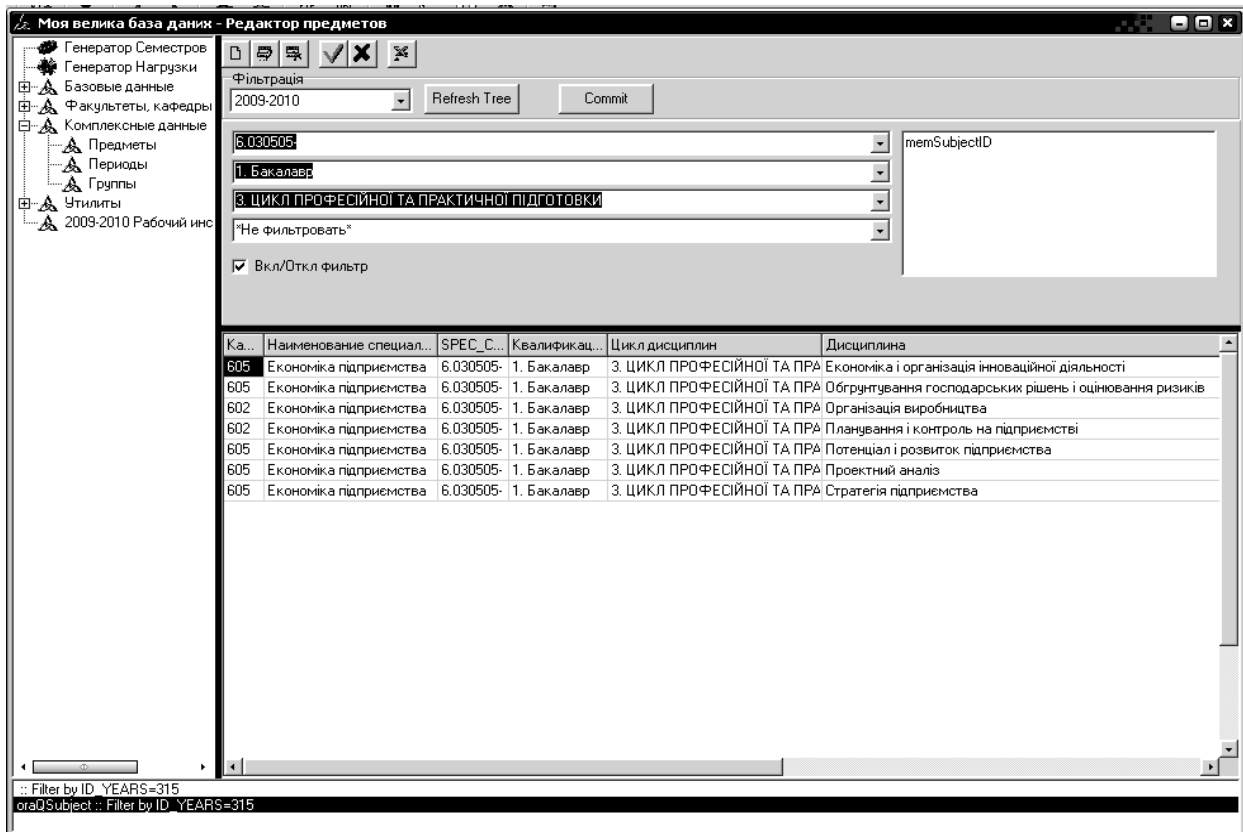 Моя велика база даних - Редактор предметов
Генератор Семестров
Генератор Нагрузки
Базовые данные
Факультеты, кафедры
Комплексные данные
Предметы
Периоды
Группы
Утилиты
2009-2010 Рабочий инс
Фільтрація
2009-2010 Refresh Tree Commit
6.030505-
1. Бакалавр
3. ЦИКЛ ПРОФЕСІЙНОЇ ТА ПРАКТИЧНОЇ ПІДГОТОВКИ
*Не фильтровать*
Вкл/Откл фильтр
memSubjectID
Ка... Наименование специал... SPEC_C... Квалификац... Цикл дисциплин Дисциплина
605 Економіка підприємства 6.030505- 1. Бакалавр 3. ЦИКЛ ПРОФЕСІЙНОЇ ТА ПРА Економіка і організація інноваційної діяльності
605 Економіка підприємства 6.030505- 1. Бакалавр 3. ЦИКЛ ПРОФЕСІЙНОЇ ТА ПРА Обгрунтування господарських рішень і оцінювання ризиків
602 Економіка підприємства 6.030505- 1. Бакалавр 3. ЦИКЛ ПРОФЕСІЙНОЇ ТА ПРА Організація виробництва
602 Економіка підприємства 6.030505- 1. Бакалавр 3. ЦИКЛ ПРОФЕСІЙНОЇ ТА ПРА Планування і контроль на підприємстві
605 Економіка підприємства 6.030505- 1. Бакалавр 3. ЦИКЛ ПРОФЕСІЙНОЇ ТА ПРА Потенціал і розвиток підприємства
605 Економіка підприємства 6.030505- 1. Бакалавр 3. ЦИКЛ ПРОФЕСІЙНОЇ ТА ПРА Проектний аналіз
605 Економіка підприємства 6.030505- 1. Бакалавр 3. ЦИКЛ ПРОФЕСІЙНОЇ ТА ПРА Стратегія підприємства
:: Filter by ID_YEARS=315
oraQSubject :: Filter by ID_YEARS=315